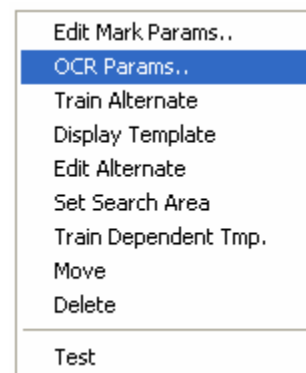 Edit Mark Params..
OCR Params..
Train Alternate
Display Template
Edit Alternate
Set Search Area
Train Dependent Tmp.
Move
Delete
Test